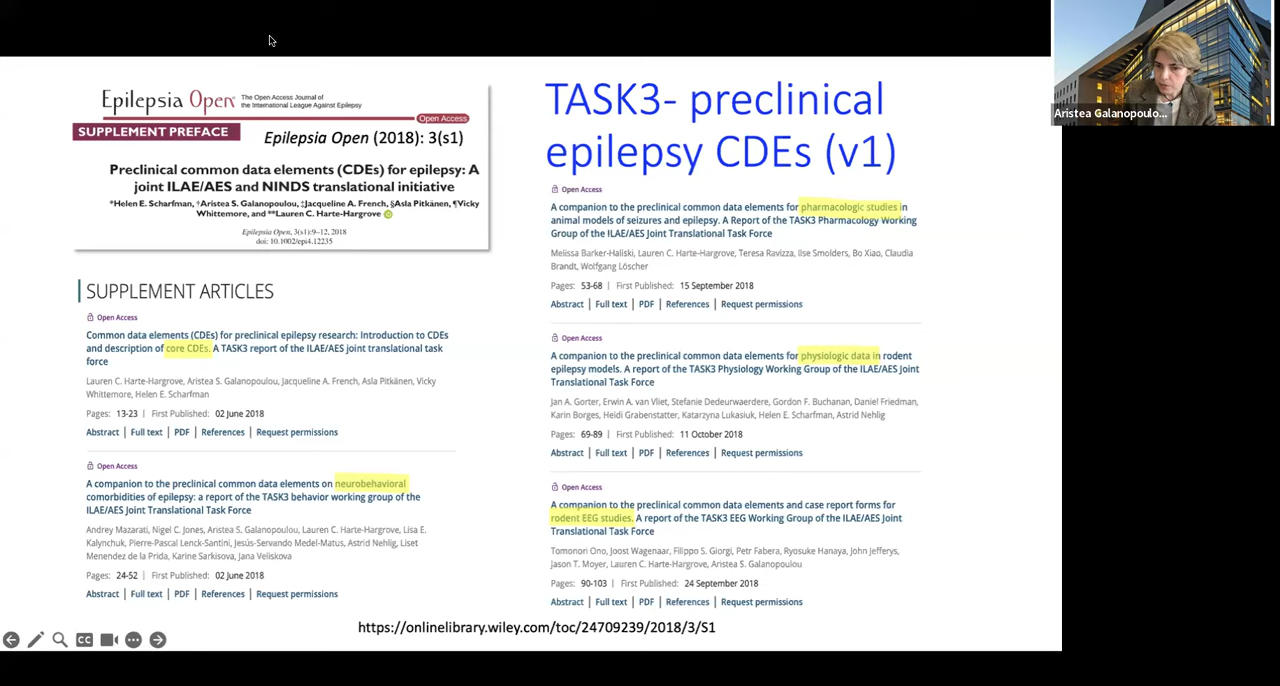 Epilepsia Open
The Open Access Journal of
the International League Against Epilepsy
Open Access
SUPPLEMENT PREFACE
Epilepsia Open (2018): 3(s1)
Preclinical common data elements (CDEs) for epilepsy: A
joint ILAE/AES and NINDS translational initiative
*Helen E. Scharfman, †Aristea S. Galanopoulou, ‡Jacqueline A. French, §Asla Pitkänen, ¶Vicky
Whittemore, and **Lauren C. Harte-Hargrove
Epilepsia Open, 3(s1):9–12, 2018
doi: 10.1002/epi4.12235
SUPPLEMENT ARTICLES
Open Access
Common data elements (CDEs) for preclinical epilepsy research: Introduction to CDEs
and description of core CDEs. A TASK3 report of the ILAE/AES joint translational task
force
Lauren C. Harte-Hargrove, Aristea S. Galanopoulou, Jacqueline A. French, Asla Pitkänen, Vicky
Whittemore, Helen E. Scharfman
Pages: 13-23 | First Published: 02 June 2018
Abstract | Full text | PDF | References | Request permissions
Open Access
A companion to the preclinical common data elements on neurobehavioral
comorbidities of epilepsy: a report of the TASK3 behavior working group of the
ILAE/AES Joint Translational Task Force
Andrey Mazarati, Nigel C. Jones, Aristea S. Galanopoulou, Lauren C. Harte-Hargrove, Lisa E.
Kalynchuk, Pierre-Pascal Lenck-Santini, Jesús-Servando Medel-Matus, Astrid Nehlig, Liset
Menendez de la Prida, Karine Sarkisova, Jana Veliskova
Pages: 24-52 | First Published: 02 June 2018
Abstract | Full text | PDF | References | Request permissions
TASK3- preclinical
epilepsy CDEs (v1)
Open Access
A companion to the preclinical common data elements for pharmacologic studies in
animal models of seizures and epilepsy. A Report of the TASK3 Pharmacology Working
Group of the ILAE/AES Joint Translational Task Force
Melissa Barker-Haliski, Lauren C. Harte-Hargrove, Teresa Ravizza, Ilse Smolders, Bo Xiao, Claudia
Brandt, Wolfgang Löscher
Pages: 53-68 | First Published: 15 September 2018
Abstract | Full text | PDF | References | Request permissions
Open Access
A companion to the preclinical common data elements for physiologic data in rodent
epilepsy models. A report of the TASK3 Physiology Working Group of the ILAE/AES Joint
Translational Task Force
Jan A. Gorter, Erwin A. van Vliet, Stefanie Dedeurwaerdere, Gordon F. Buchanan, Daniel Friedman,
Karin Borges, Heidi Grabenstatter, Katarzyna Lukasiuk, Helen E. Scharfman, Astrid Nehlig
Pages: 69-89 | First Published: 11 October 2018
Abstract | Full text | PDF | References | Request permissions
Open Access
A companion to the preclinical common data elements and case report forms for
rodent EEG studies. A report of the TASK3 EEG Working Group of the ILAE/AES Joint
Translational Task Force
Tomonori Ono, Joost Wagenaar, Filippo S. Giorgi, Petr Fabera, Ryosuke Hanaya, John Jefferys,
Jason T. Moyer, Lauren C. Harte-Hargrove, Aristea S. Galanopoulou
Pages: 90-103 | First Published: 24 September 2018
Abstract | Full text | PDF | References | Request permissions
https://onlinelibrary.wiley.com/toc/24709239/2018/3/S1
CC
Aristea Galanopoulo...